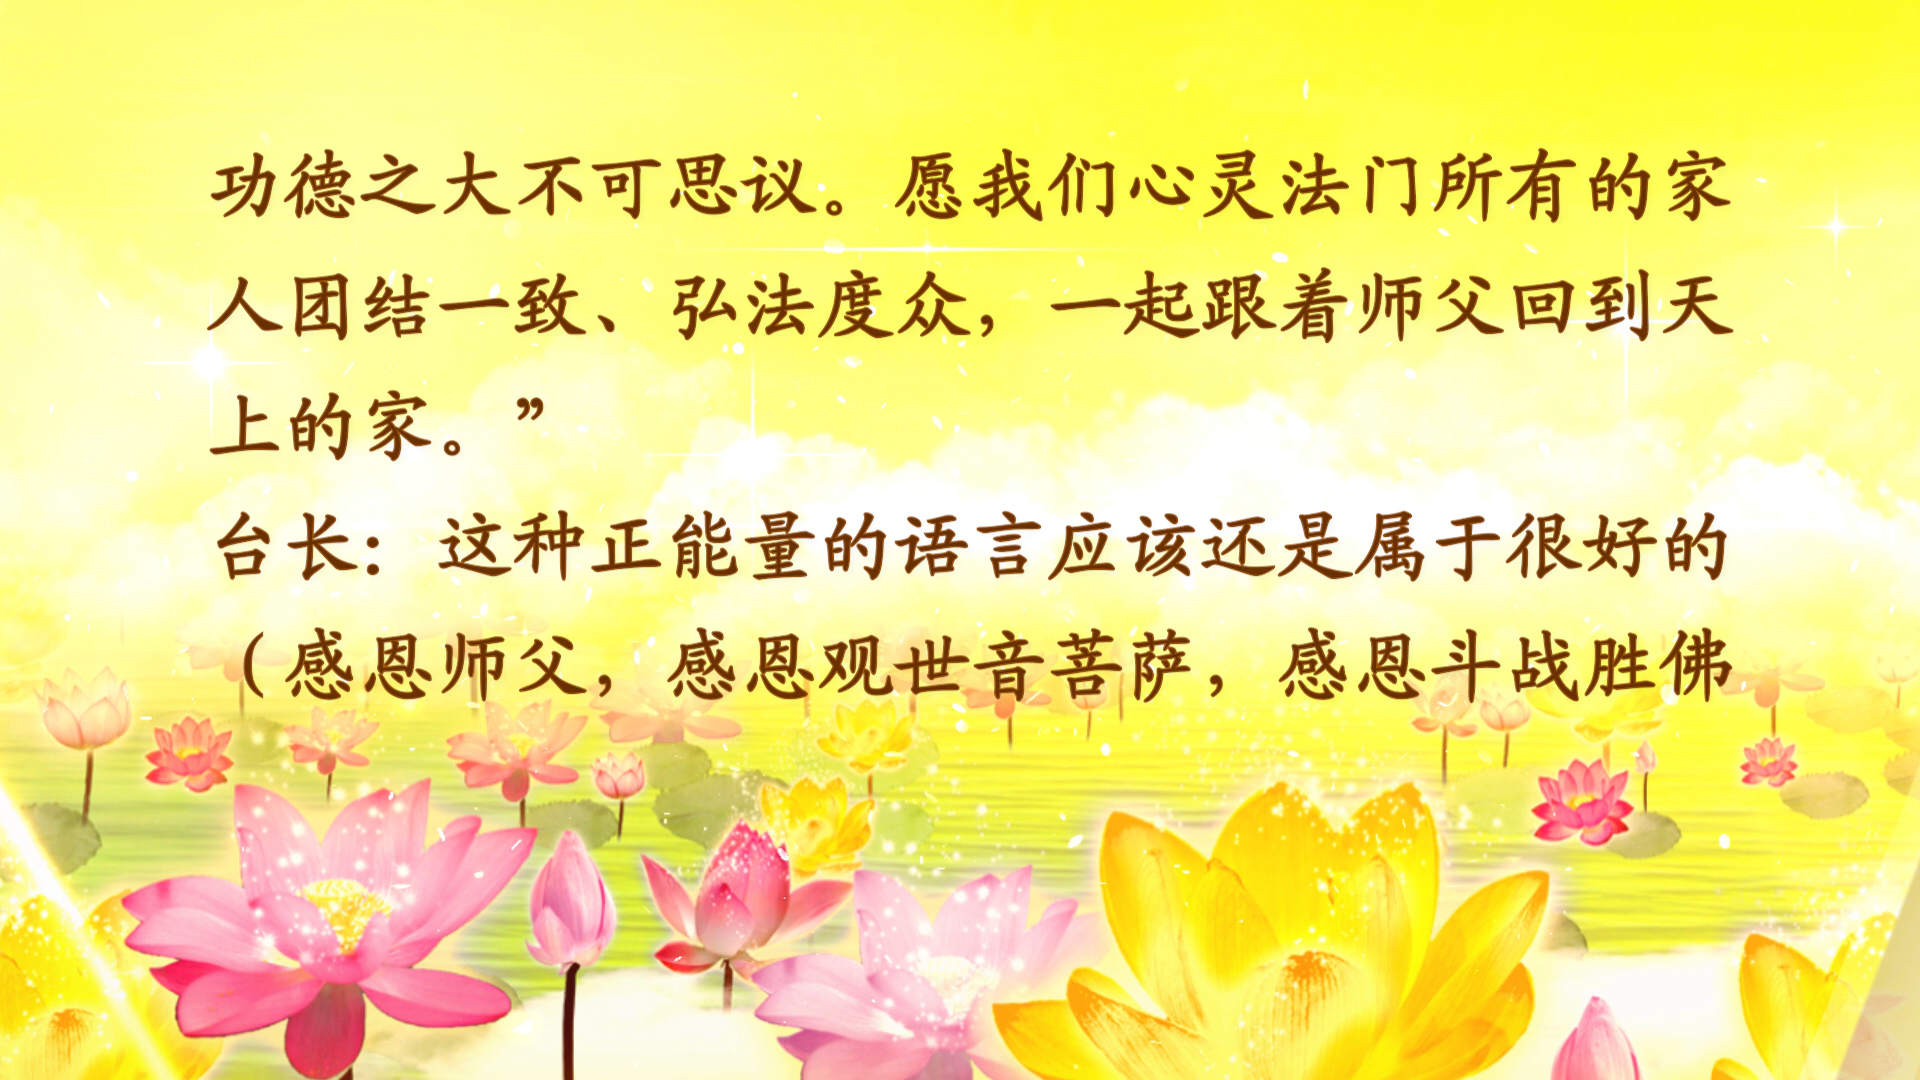 功德之大不可思议。愿我们心灵法门所有的家
人团结一致、弘法度众，一起跟着师父回到天
上的家。”
台长：这种正能量的语言应该还是属于很好的
（感恩师父，感恩观世音菩萨，感恩斗战胜佛